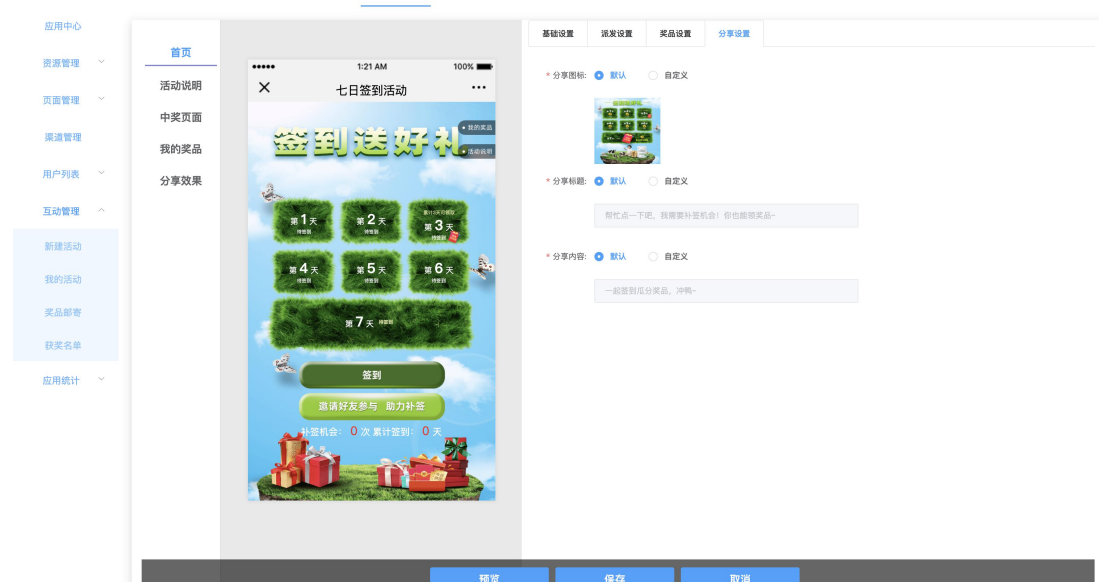 应用中心
资源管理
页面管理
渠道管理
用户列表
互动管理
新建活动
我的活动
奖品邮寄
获奖名单
应用统计
首页
活动说明
中奖页面
我的奖品
分享效果
1:21 AM
100%
七日签到活动
签到送好礼
我的奖品
活动说明
第1天
待签到
第2天
待签到
累计3天可领取
第3天
待签到
第4天
待签到
第5天
待签到
第6天
待签到
第7天 待签到
签到
邀请好友参与 助力补签
补签机会: 0 次 累计签到: 0 天
基础设置 派发设置 奖品设置 分享设置
* 分享图标: 默认 自定义
* 分享标题: 默认 自定义
帮忙点一下吧，我需要补签机会！你也能领奖品~
* 分享内容: 默认 自定义
一起签到瓜分奖品，冲鸭~
预览 保存 取消